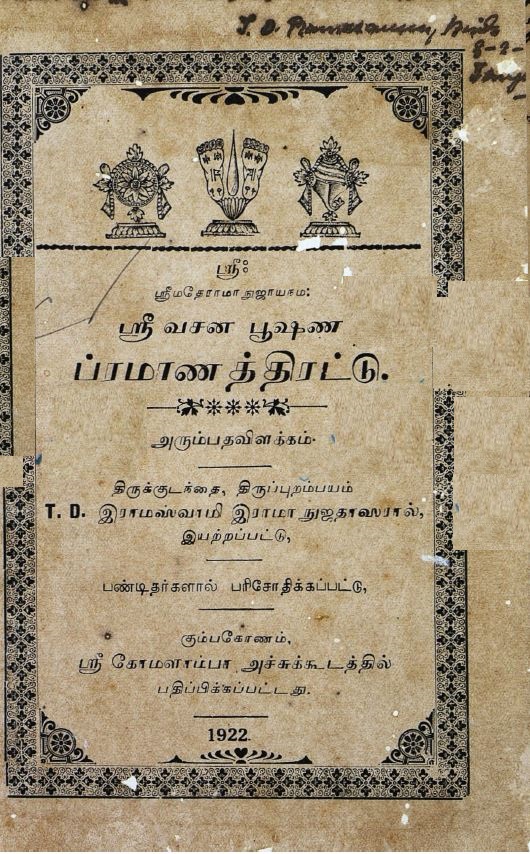 T. D.
ஸ்ரீ:
ஸ்ரீமதேராமாநுஜாயநம:
ஸ்ரீ வசன பூஷண
ப்ரமாணத்திரட்டு.
அரும்பதவிளக்கம்.
திருக்குடந்தை, திருப்புறம்பயம்
T. D. இராமஸ்வாமி இராமாநுஜதாஸரால்,
இயற்றப்பட்டு,
பண்டிதர்களால் பரிசோதிக்கப்பட்டு,
கும்பகோணம்,
ஸ்ரீ கோமளாம்பா அச்சுக்கூடத்தில்
பதிப்பிக்கப்பட்டது.
1922